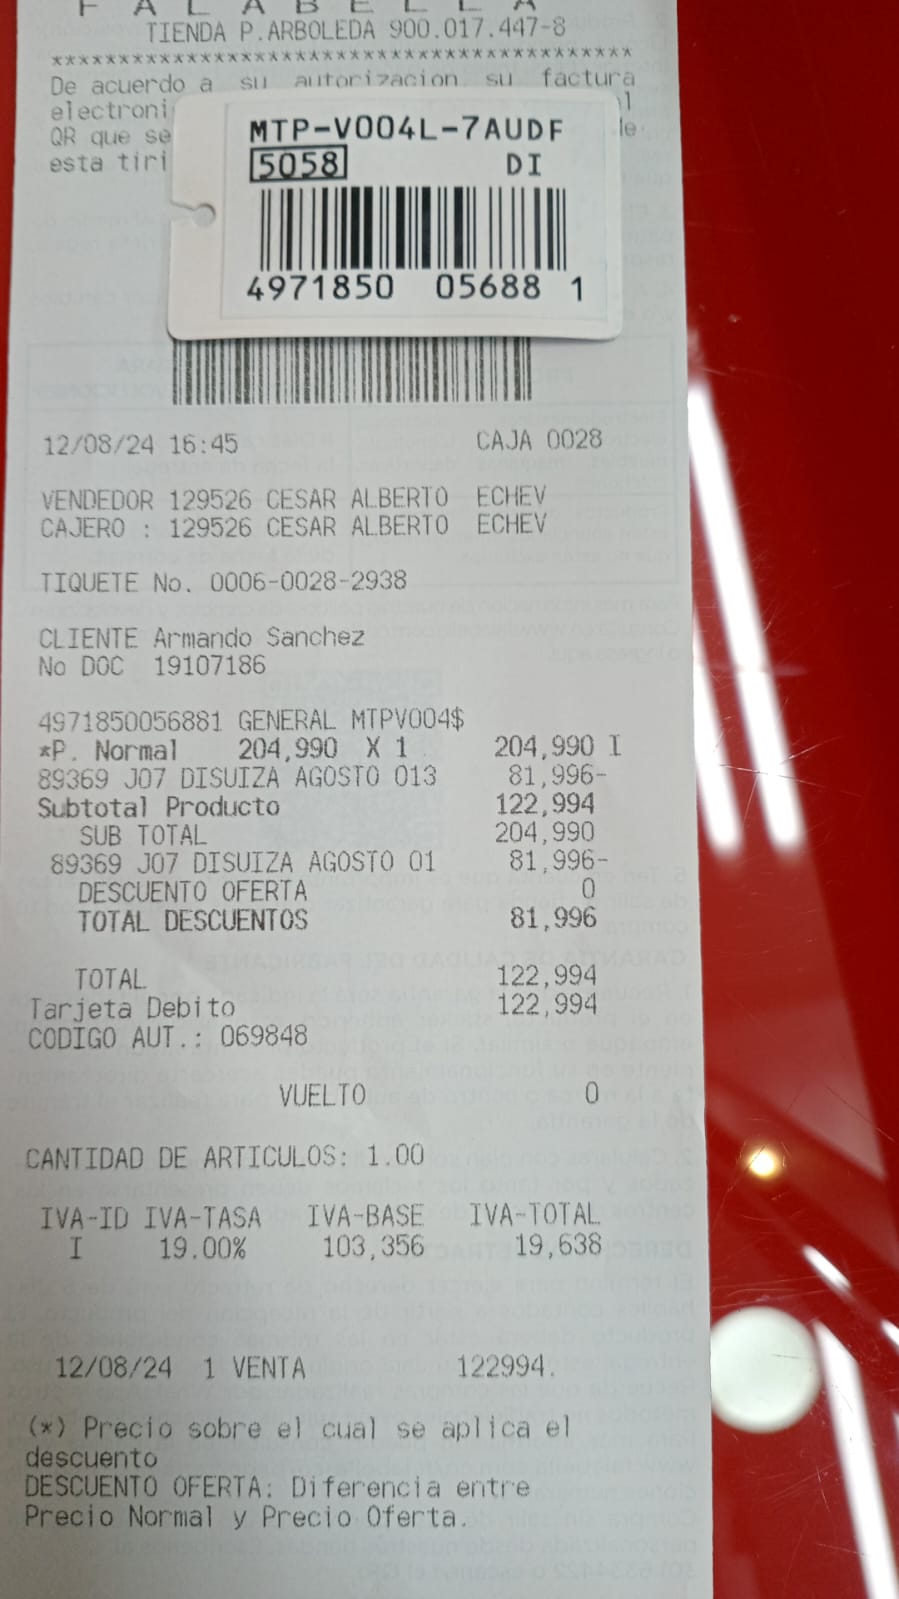 F A L A B E L L A
TIENDA P.ARBOLEDA 900.017.447-8
********************************************
De acuerdo a su autorizacion, su factura
electroni
QR que se
esta tiri
MTP-V004L-7AUDF
5058 DI
4971850 05688 1
12/08/24 16:45 CAJA 0028
VENDEDOR 129526 CESAR ALBERTO ECHEV
CAJERO : 129526 CESAR ALBERTO ECHEV
TIQUETE No. 0006-0028-2938
CLIENTE Armando Sanchez
No DOC 19107186
4971850056881 GENERAL MTPV004$
*P. Normal 204,990 X 1 204,990 I
89369 J07 DISUIZA AGOSTO 013 81,996-
Subtotal Producto 122,994
SUB TOTAL 204,990
89369 J07 DISUIZA AGOSTO 01 81,996-
DESCUENTO OFERTA 0
TOTAL DESCUENTOS 81,996
TOTAL 122,994
Tarjeta Debito 122,994
CODIGO AUT.: 069848
VUELTO 0
CANTIDAD DE ARTICULOS: 1.00
IVA-ID IVA-TASA IVA-BASE IVA-TOTAL
I 19.00% 103,356 19,638
12/08/24 1 VENTA 122994.
(*) Precio sobre el cual se aplica el
descuento
DESCUENTO OFERTA: Diferencia entre
Precio Normal y Precio Oferta.